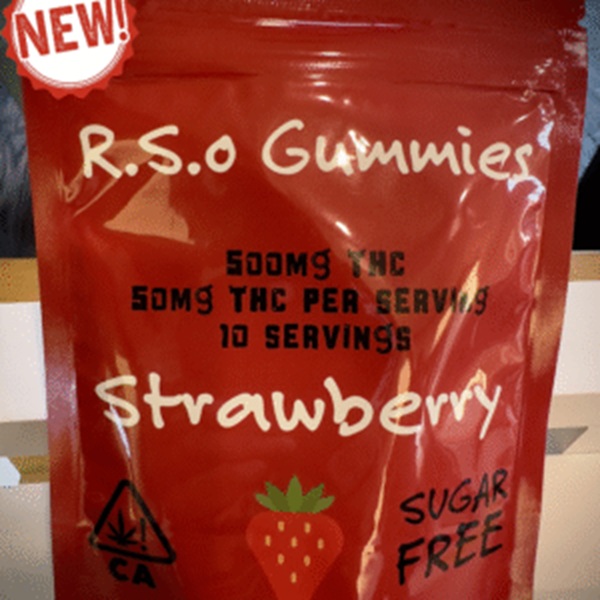 NEW!
R.S.o Gummies
500mg THC
50mg THC PER SERVINg
10 SERVINgS
Strawberry
SUGAR
FREE
!
CA